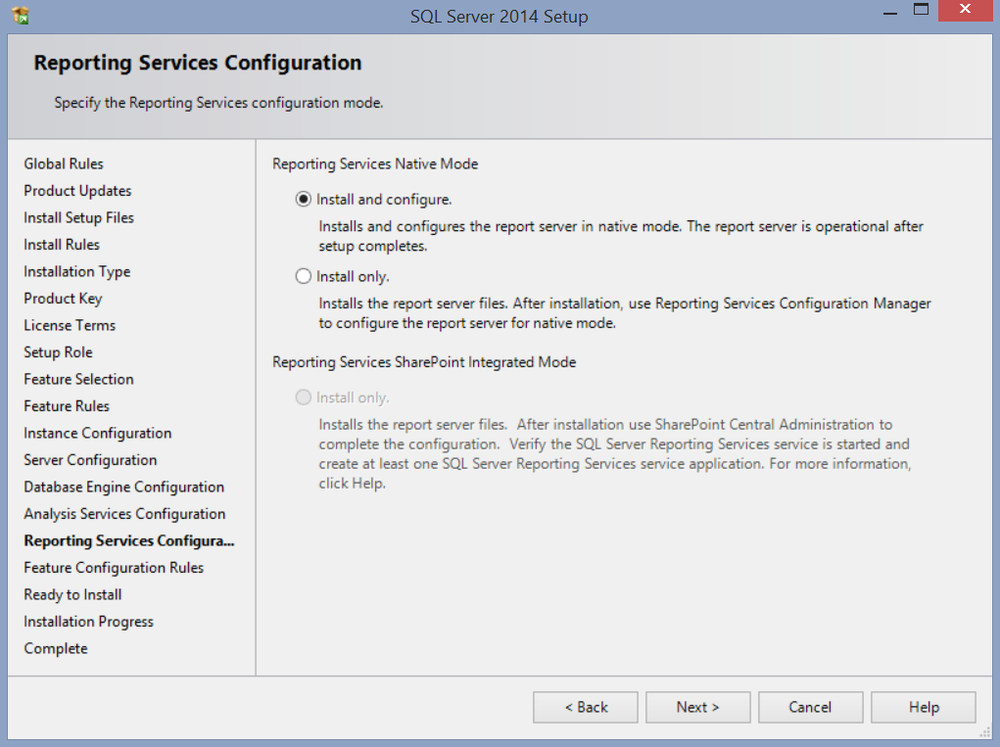 SQL Server 2014 Setup
Reporting Services Configuration
Specify the Reporting Services configuration mode.
Global Rules
Product Updates
Install Setup Files
Install Rules
Installation Type
Product Key
License Terms
Setup Role
Feature Selection
Feature Rules
Instance Configuration
Server Configuration
Database Engine Configuration
Analysis Services Configuration
Reporting Services Configura...
Feature Configuration Rules
Ready to Install
Installation Progress
Complete
Reporting Services Native Mode
Install and configure.
Installs and configures the report server in native mode. The report server is operational after
setup completes.
Install only.
Installs the report server files. After installation, use Reporting Services Configuration Manager
to configure the report server for native mode.
Reporting Services SharePoint Integrated Mode
Install only.
Installs the report server files.  After installation use SharePoint Central Administration to
complete the configuration.  Verify the SQL Server Reporting Services service is started and
create at least one SQL Server Reporting Services service application. For more information,
click Help.
< Back
Next >
Cancel
Help